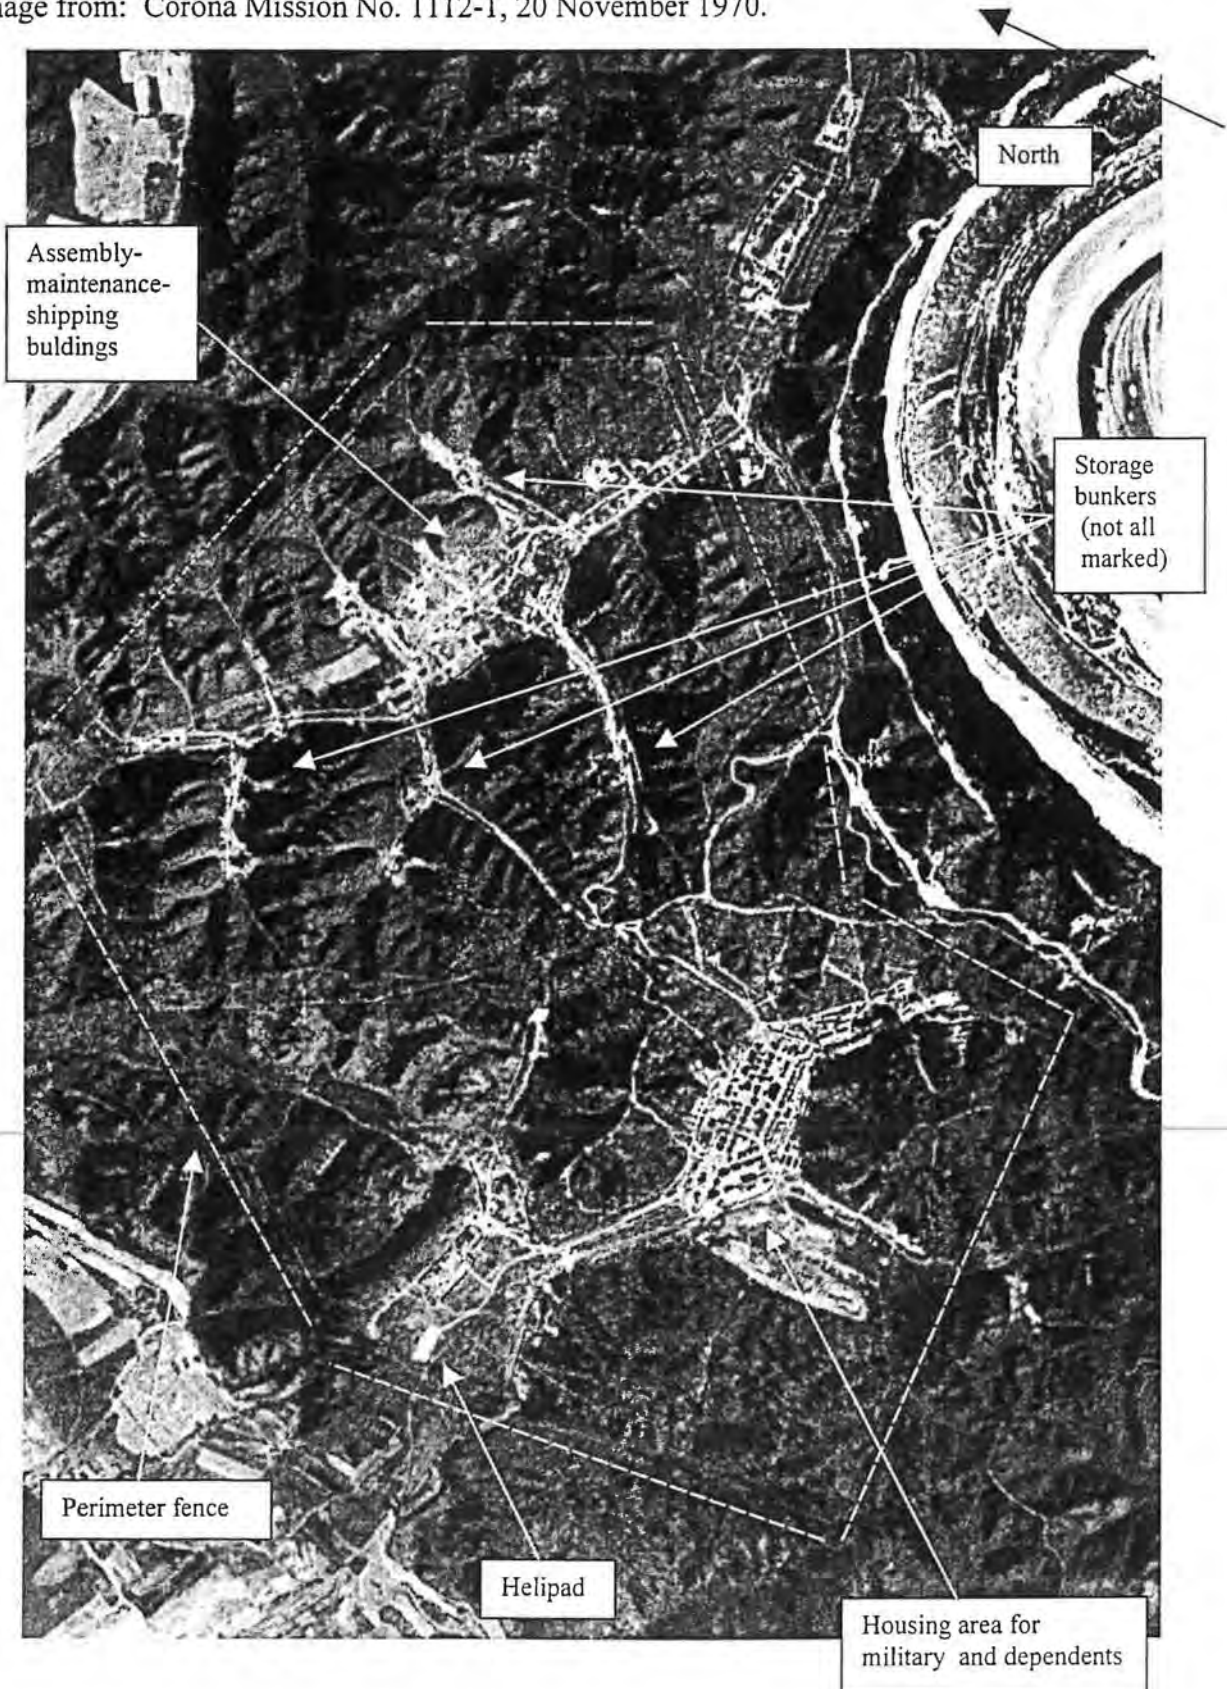 nage from: Corona Mission No. 1112-1, 20 November 1970.
North
Assembly-
maintenance-
shipping
buldings
Storage
bunkers
(not all
marked)
Perimeter fence
Helipad
Housing area for
military and dependents